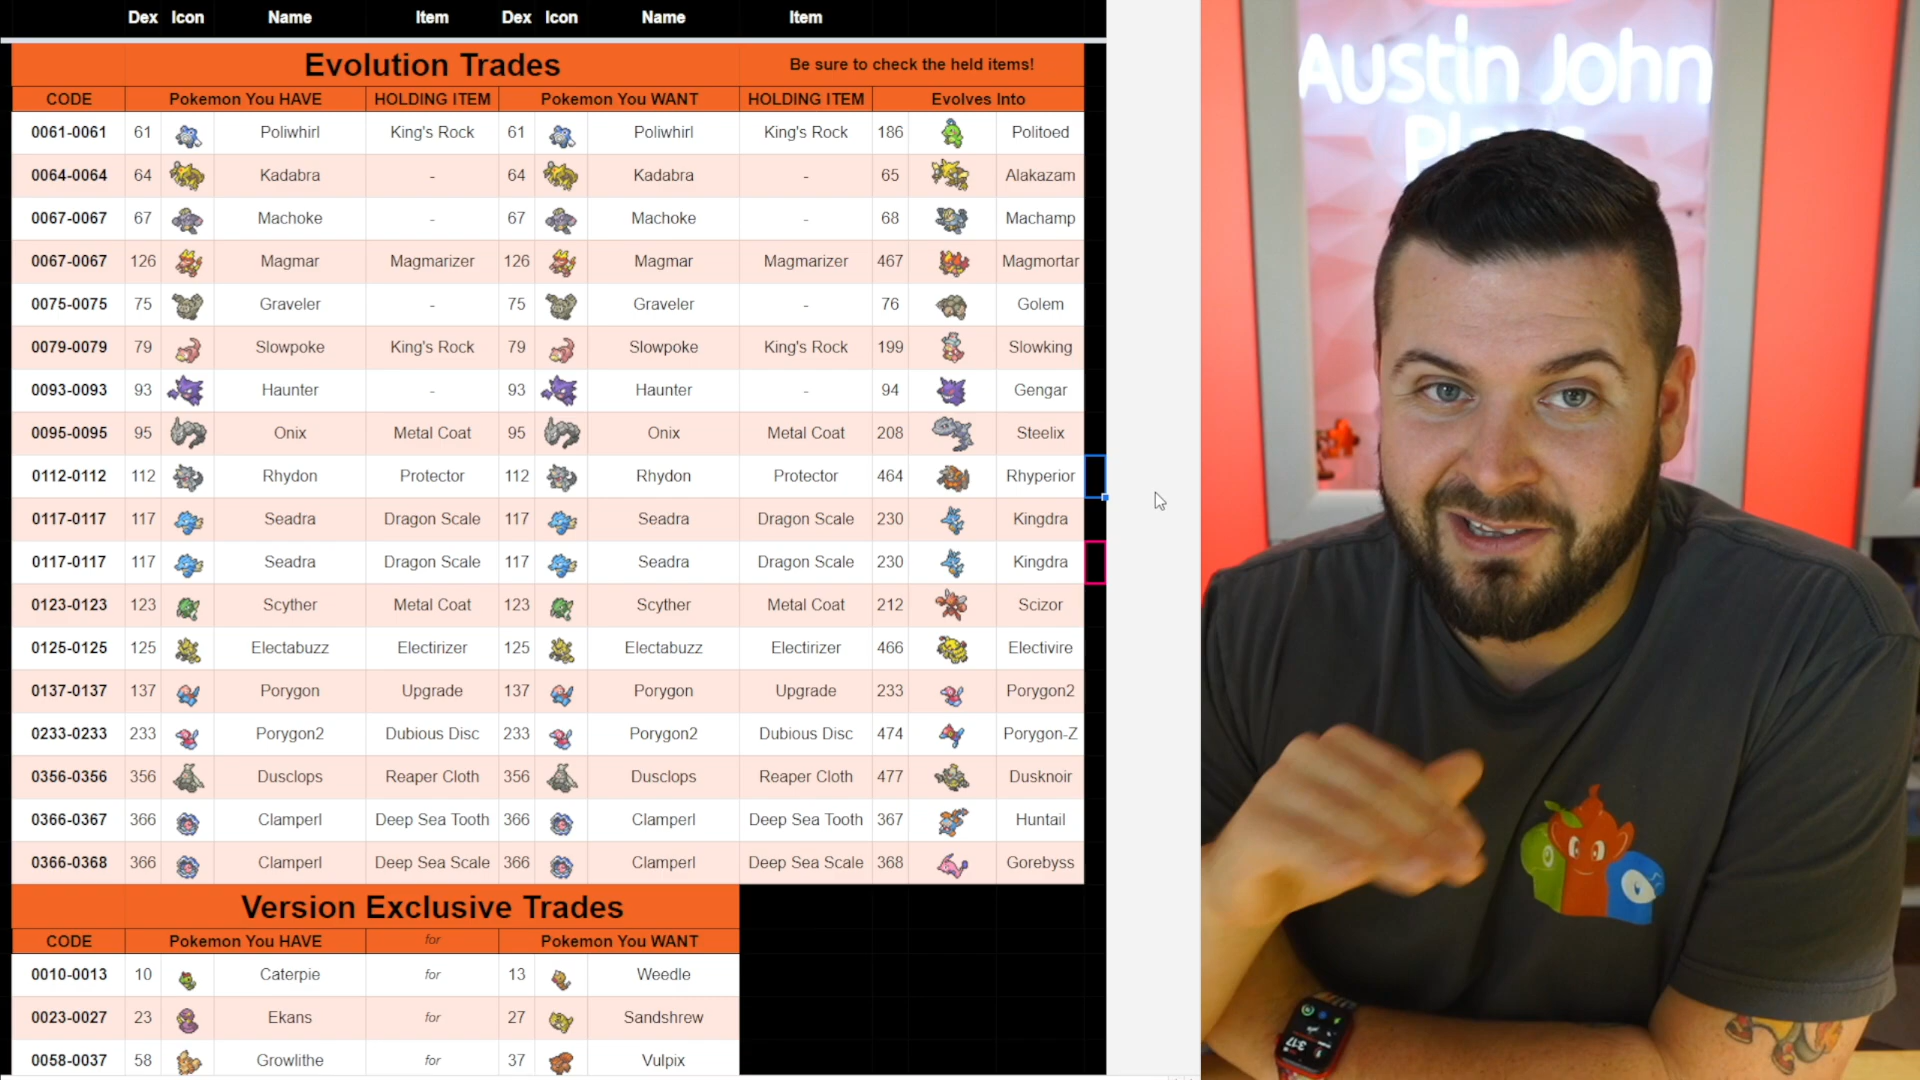 Dex Icon Name Item Dex Icon Name Item
Evolution Trades Be sure to check the held items!
CODE Pokemon You HAVE HOLDING ITEM Pokemon You WANT HOLDING ITEM Evolves Into
0061-0061 61 Poliwhirl King's Rock 61 Poliwhirl King's Rock 186 Politoed
0064-0064 64 Kadabra - 64 Kadabra - 65 Alakazam
0067-0067 67 Machoke - 67 Machoke - 68 Machamp
0067-0067 126 Magmar Magmarizer 126 Magmar Magmarizer 467 Magmortar
0075-0075 75 Graveler - 75 Graveler - 76 Golem
0079-0079 79 Slowpoke King's Rock 79 Slowpoke King's Rock 199 Slowking
0093-0093 93 Haunter - 93 Haunter - 94 Gengar
0095-0095 95 Onix Metal Coat 95 Onix Metal Coat 208 Steelix
0112-0112 112 Rhydon Protector 112 Rhydon Protector 464 Rhyperior
0117-0117 117 Seadra Dragon Scale 117 Seadra Dragon Scale 230 Kingdra
0117-0117 117 Seadra Dragon Scale 117 Seadra Dragon Scale 230 Kingdra
0123-0123 123 Scyther Metal Coat 123 Scyther Metal Coat 212 Scizor
0125-0125 125 Electabuzz Electirizer 125 Electabuzz Electirizer 466 Electivire
0137-0137 137 Porygon Upgrade 137 Porygon Upgrade 233 Porygon2
0233-0233 233 Porygon2 Dubious Disc 233 Porygon2 Dubious Disc 474 Porygon-Z
0356-0356 356 Dusclops Reaper Cloth 356 Dusclops Reaper Cloth 477 Dusknoir
0366-0367 366 Clamperl Deep Sea Tooth 366 Clamperl Deep Sea Tooth 367 Huntail
0366-0368 366 Clamperl Deep Sea Scale 366 Clamperl Deep Sea Scale 368 Gorebyss
Version Exclusive Trades
CODE Pokemon You HAVE for Pokemon You WANT
0010-0013 10 Caterpie for 13 Weedle
0023-0027 23 Ekans for 27 Sandshrew
0058-0037 58 Growlithe for 37 Vulpix
Austin John
3:17